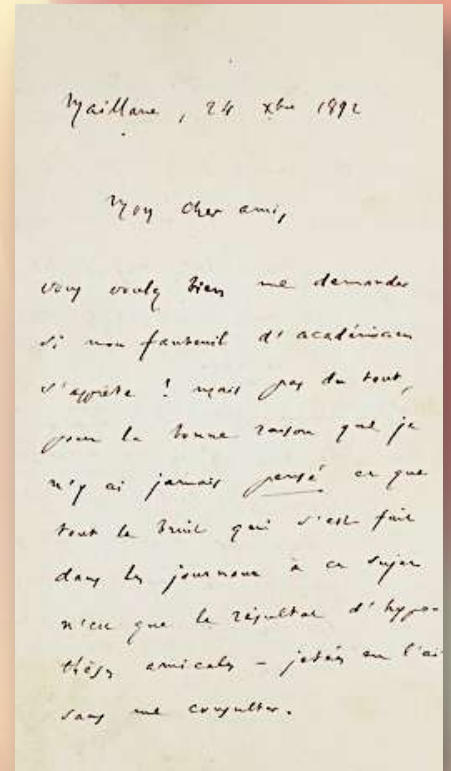 Maillane, 24 xbre 1892
Mon cher ami,
vous voulez bien me demander
si mon fauteuil d'académicien
s'apprête ! mais pas du tout,
pour la bonne raison que je
n'y ai jamais pensé et que
tout le bruit qui s'est fait
dans les journaux à ce sujet
n'est que le résultat d'hypo-
thèses amicales – jetées en l'ai
sans me consulter.